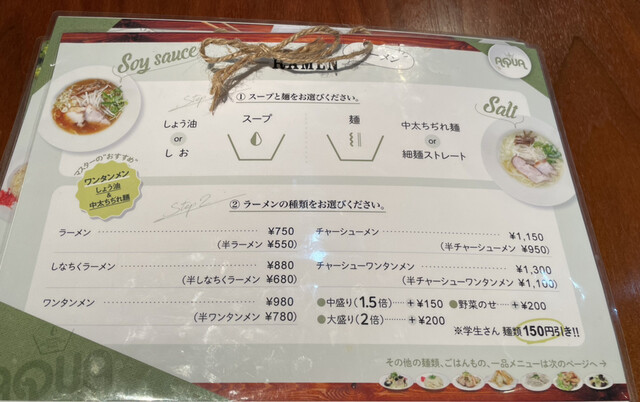 Soy sauce
RAMEN
AQUA
Step 1
① スープと麺をお選びください。
Salt
しょう油
or
しお
スープ
麺
中太ちぢれ麺
or
細麺ストレート
マスターの"おすすめ"
ワンタンメン
しょう油
&
中太ちぢれ麺
Step 2
② ラーメンの種類をお選びください。
ラーメン ¥750
(半ラーメン ¥550)
しなちくラーメン ¥880
(半しなちくラーメン ¥680)
ワンタンメン ¥980
(半ワンタンメン ¥780)
チャーシューメン ¥1,150
(半チャーシューメン ¥950)
チャーシューワンタンメン ¥1,300
(半チャーシューワンタンメン ¥1,100)
●中盛り(1.5倍)……+¥150 ●野菜のせ……+¥200
●大盛り(2倍)……+¥200
※学生さん 麺類150円引き!!
その他の麺類、ごはんもの、一品メニューは次のページへ→
AQUA